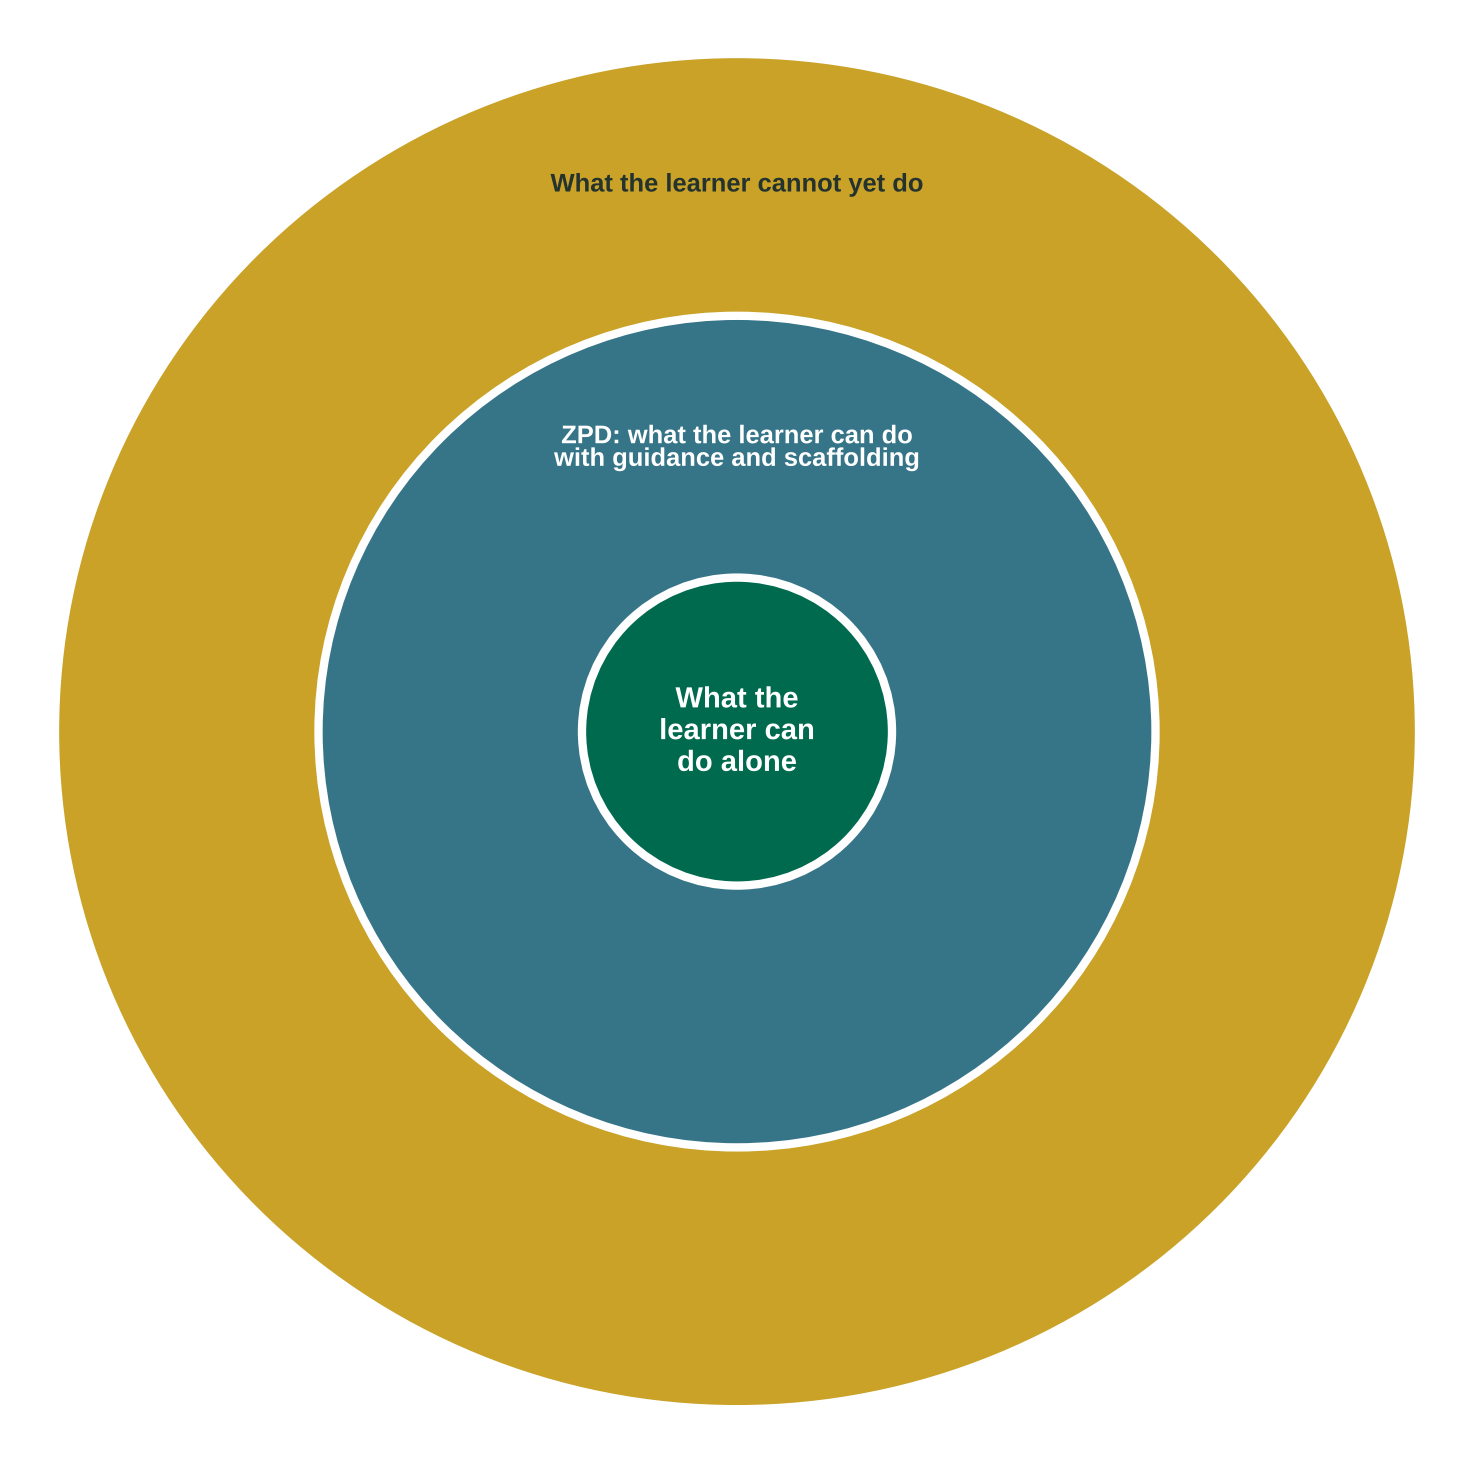 What the learner cannot yet do
ZPD: what the learner can do
with guidance and scaffolding
What the
learner can
do alone